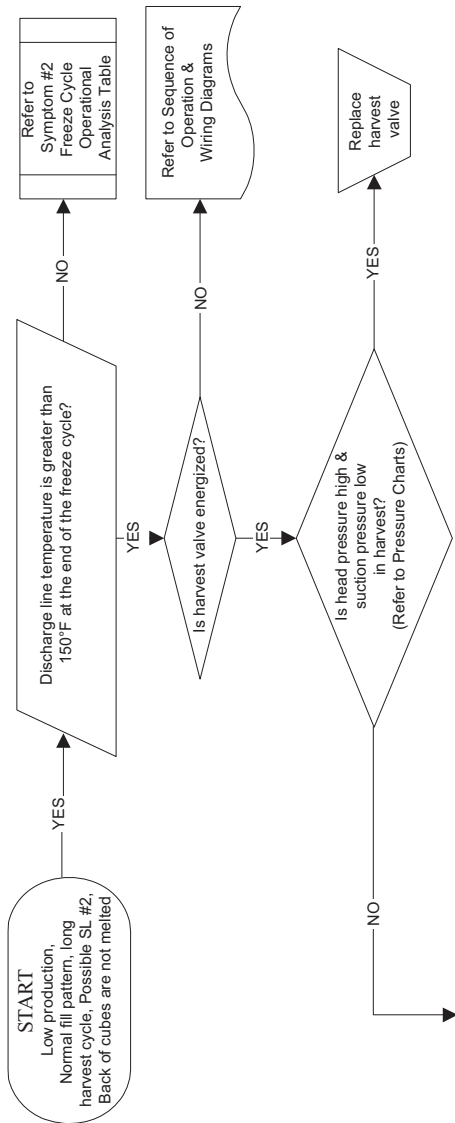 START
Low production,
Normal fill pattern, long
harvest cycle, Possible SL #2,
Back of cubes are not melted
YES
Discharge line temperature is greater than
150°F at the end of the freeze cycle?
NO
Refer to
Symptom #2
Freeze Cycle
Operational
Analysis Table
YES
Is harvest valve energized?
NO
Refer to Sequence of
Operation &
Wiring Diagrams
YES
Is head pressure high &
suction pressure low
in harvest?
(Refer to Pressure Charts)
YES
Replace
harvest
valve
NO